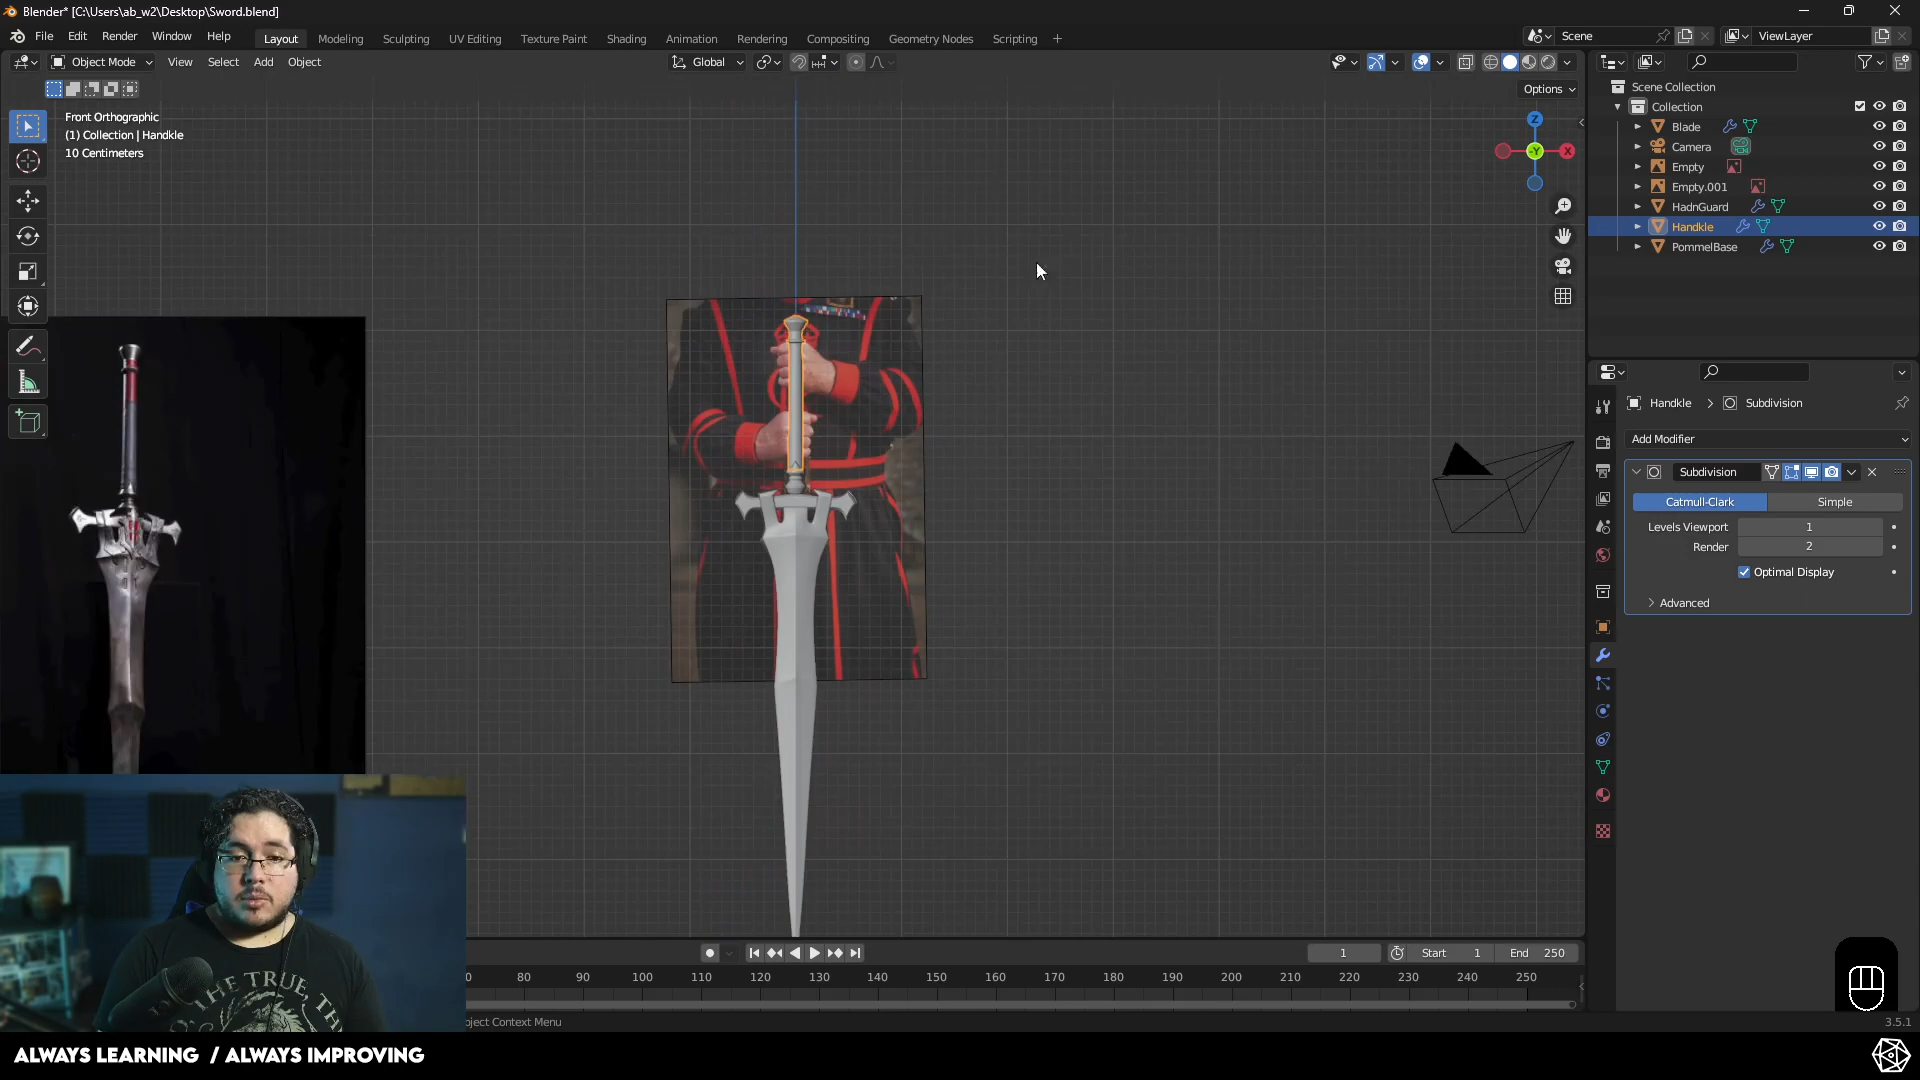 Blender* [C:\Users\ab_w2\Desktop\Sword.blend]
File Edit Render Window Help
Layout Modeling Sculpting UV Editing Texture Paint Shading Animation Rendering Compositing Geometry Nodes Scripting +
Scene
ViewLayer
Object Mode View Select Add Object
Global
Options
Front Orthographic
(1) Collection | Handkle
10 Centimeters
Z
-Y
X
Scene Collection
Collection
Blade
Camera
Empty
Empty.001
HadnGuard
Handkle
PommelBase
Handkle > Subdivision
Add Modifier
Subdivision
Catmull-Clark Simple
Levels Viewport 1
Render 2
Optimal Display
Advanced
1 Start 1 End 250
0 80 90 100 110 120 130 140 150 160 170 180 190 200 210 220 230 240 250
oject Context Menu
3.5.1
THE TRUE, TH
ALWAYS LEARNING / ALWAYS IMPROVING